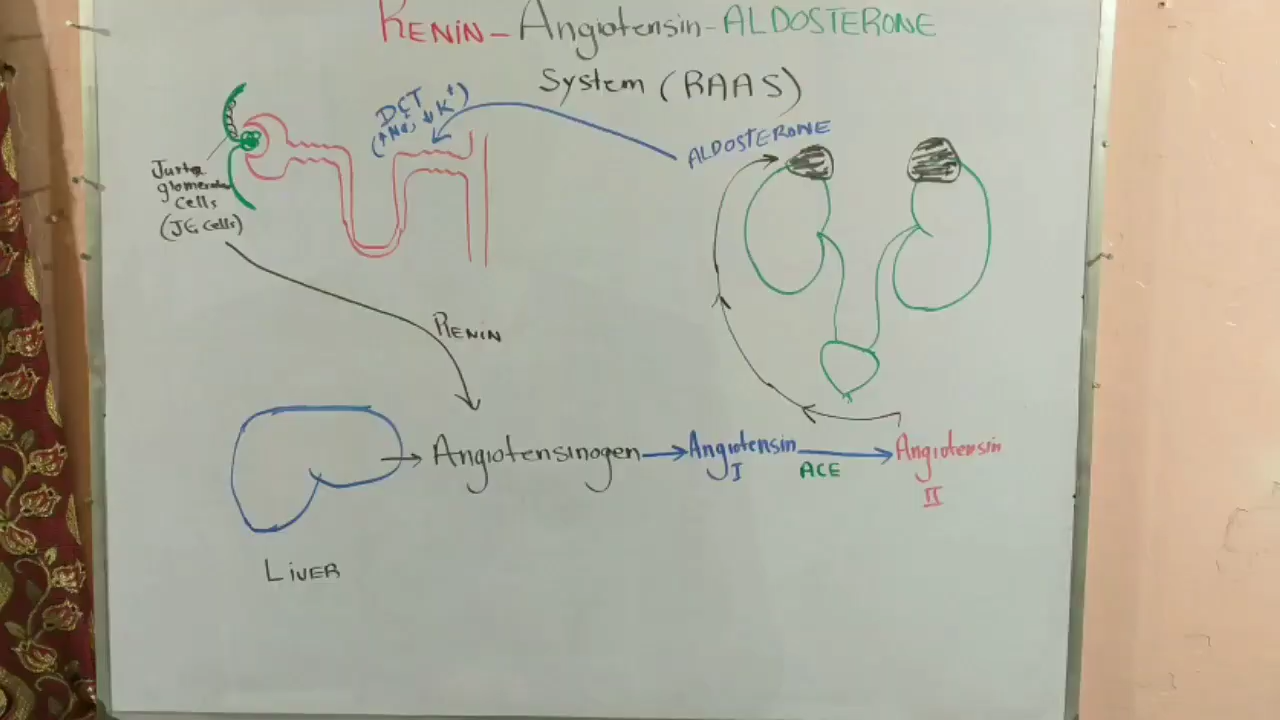 RENIN-Angiotensin-ALDOSTERONE
System (RAAS)
DCT
(↑Na, ↓K⁺)
ALDOSTERONE
Juxta
glomerular
cells
(JG cells)
RENIN
Angiotensinogen
Angiotensin
I
ACE
Angiotensin
II
LIVER